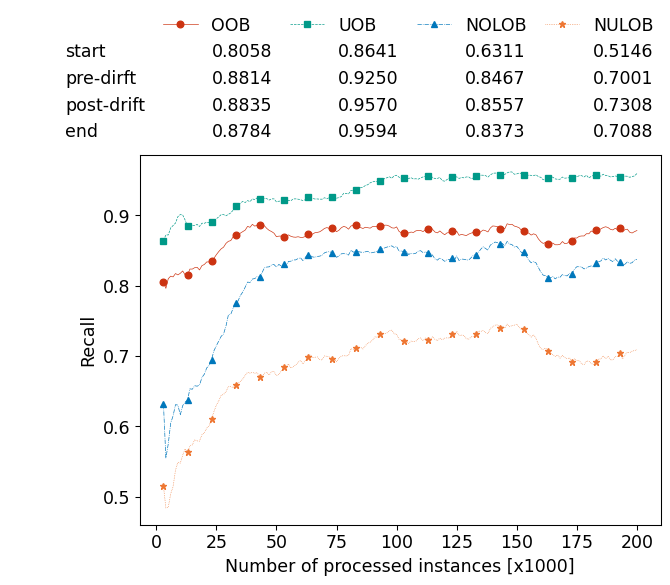 OOB UOB NOLOB NULOB
start 0.8058 0.8641 0.6311 0.5146
pre-dirft 0.8814 0.9250 0.8467 0.7001
post-drift 0.8835 0.9570 0.8557 0.7308
end 0.8784 0.9594 0.8373 0.7088
0.9
0.8
0.7
0.6
0.5
Recall
0 25 50 75 100 125 150 175 200
Number of processed instances [x1000]